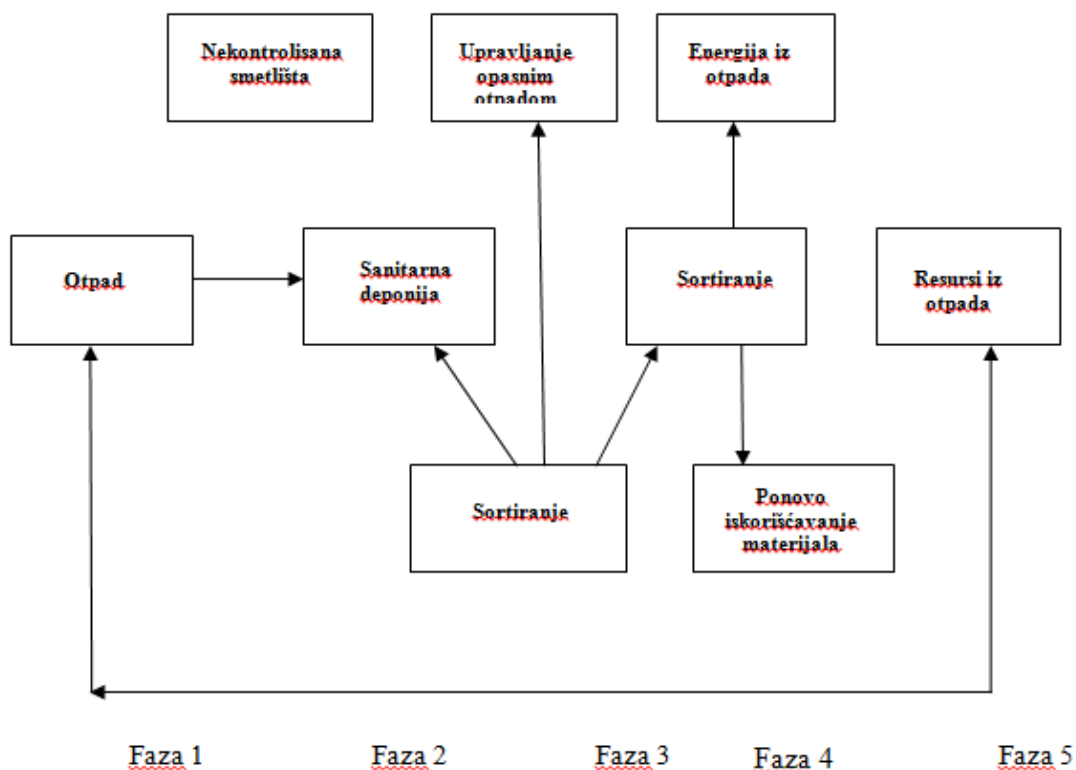 Nekontrolisana
smetlišta
Upravljanje
opasnim
otpadom
Energija iz
otpada
Otpad
Sanitarna
deponija
Sortiranje
Resursi iz
otpada
Sortiranje
Ponovo
iskorišćavanje
materijala
Faza 1
Faza 2
Faza 3
Faza 4
Faza 5